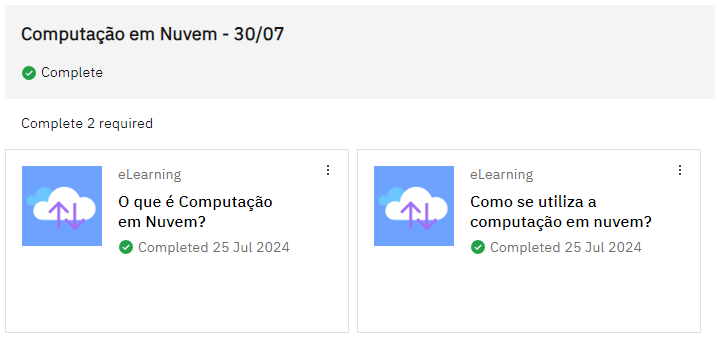 Computação em Nuvem - 30/07
Complete
Complete 2 required
eLearning
O que é Computação
em Nuvem?
Completed 25 Jul 2024
eLearning
Como se utiliza a
computação em nuvem?
Completed 25 Jul 2024